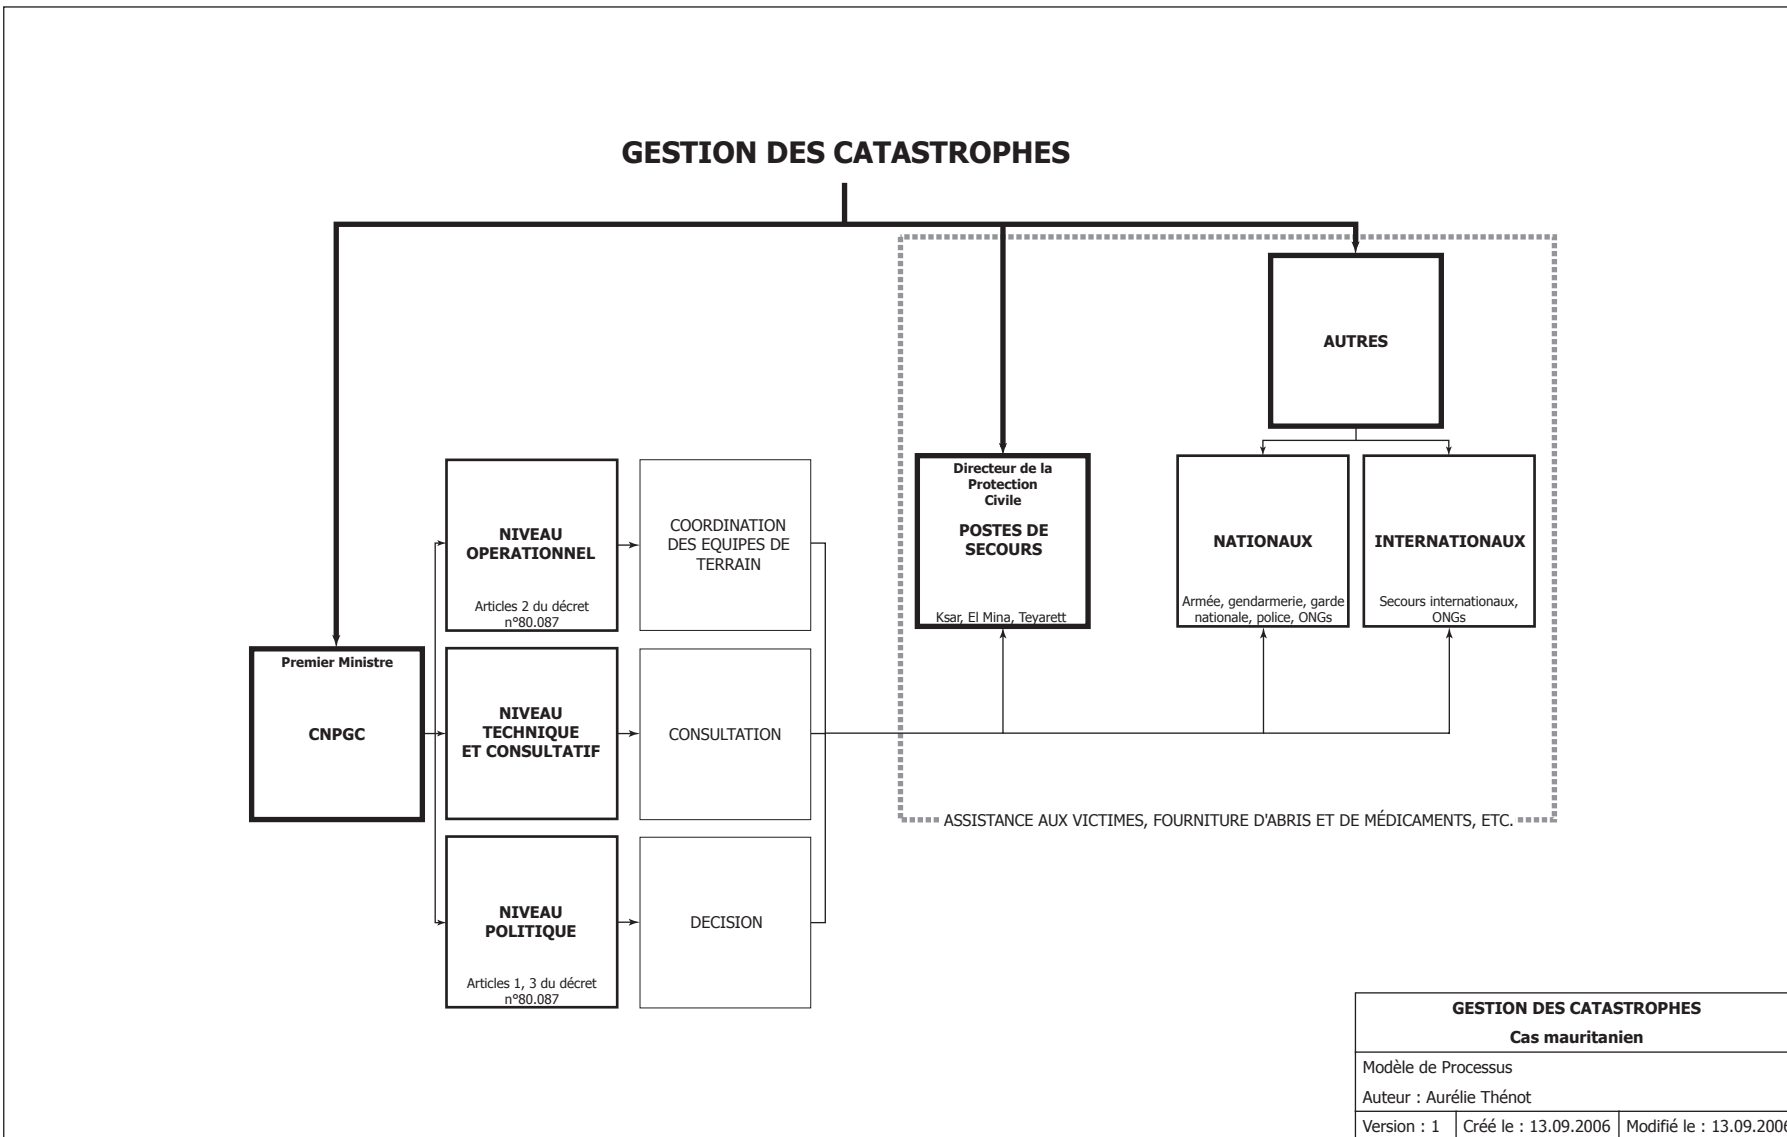 GESTION DES CATASTROPHES
AUTRES
Directeur de la
Protection
Civile
POSTES DE
SECOURS
Ksar, El Mina, Teyarett
NATIONAUX
Armée, gendarmerie, garde
nationale, police, ONGs
INTERNATIONAUX
Secours internationaux,
ONGs
NIVEAU
OPERATIONNEL
Articles 2 du décret
n°80.087
COORDINATION
DES EQUIPES DE
TERRAIN
Premier Ministre
CNPGC
NIVEAU
TECHNIQUE
ET CONSULTATIF
CONSULTATION
ASSISTANCE AUX VICTIMES, FOURNITURE D'ABRIS ET DE MÉDICAMENTS, ETC.
NIVEAU
POLITIQUE
Articles 1, 3 du décret
n°80.087
DECISION
GESTION DES CATASTROPHES
Cas mauritanien
Modèle de Processus
Auteur : Aurélie Thénot
Version : 1 Créé le : 13.09.2006 Modifié le : 13.09.2006